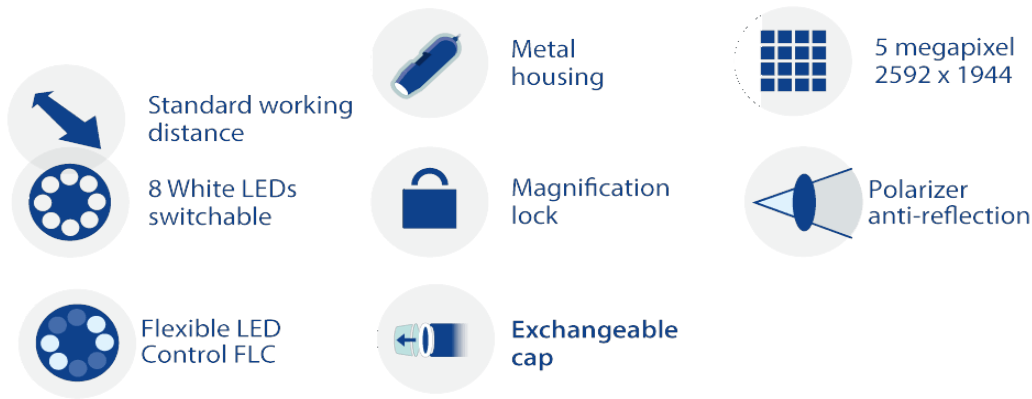 Standard working
distance
8 White LEDs
switchable
Flexible LED
Control FLC
Metal
housing
Magnification
lock
Exchangeable
cap
5 megapixel
2592 x 1944
Polarizer
anti-reflection